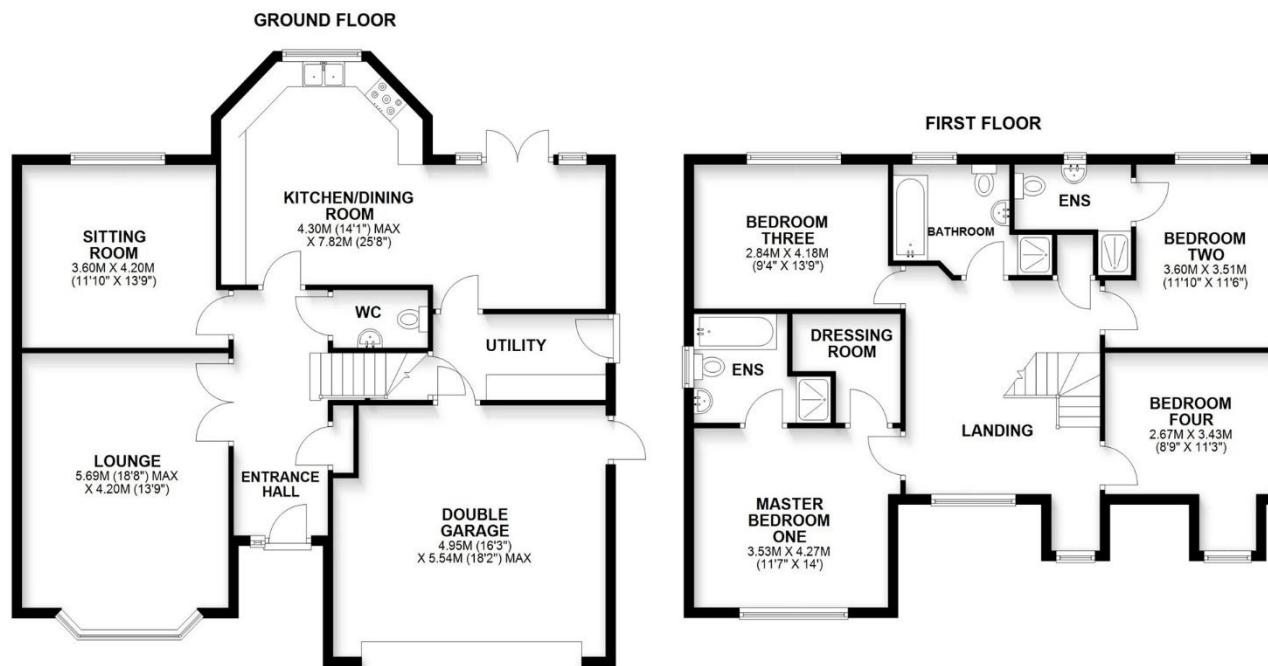 GROUND FLOOR
KITCHEN/DINING
ROOM
4.30M (14'1") MAX
X 7.82M (25'8")
SITTING
ROOM
3.60M X 4.20M
(11'10" X 13'9")
WC
UTILITY
LOUNGE
5.69M (18'8") MAX
X 4.20M (13'9")
ENTRANCE
HALL
DOUBLE
GARAGE
4.95M (16'3")
X 5.54M (18'2") MAX
FIRST FLOOR
BEDROOM
THREE
2.84M X 4.18M
(9'4" X 13'9")
BATHROOM
ENS
BEDROOM
TWO
3.60M X 3.51M
(11'10" X 11'6")
ENS
DRESSING
ROOM
LANDING
BEDROOM
FOUR
2.67M X 3.43M
(8'9" X 11'3")
MASTER
BEDROOM
ONE
3.53M X 4.27M
(11'7" X 14')